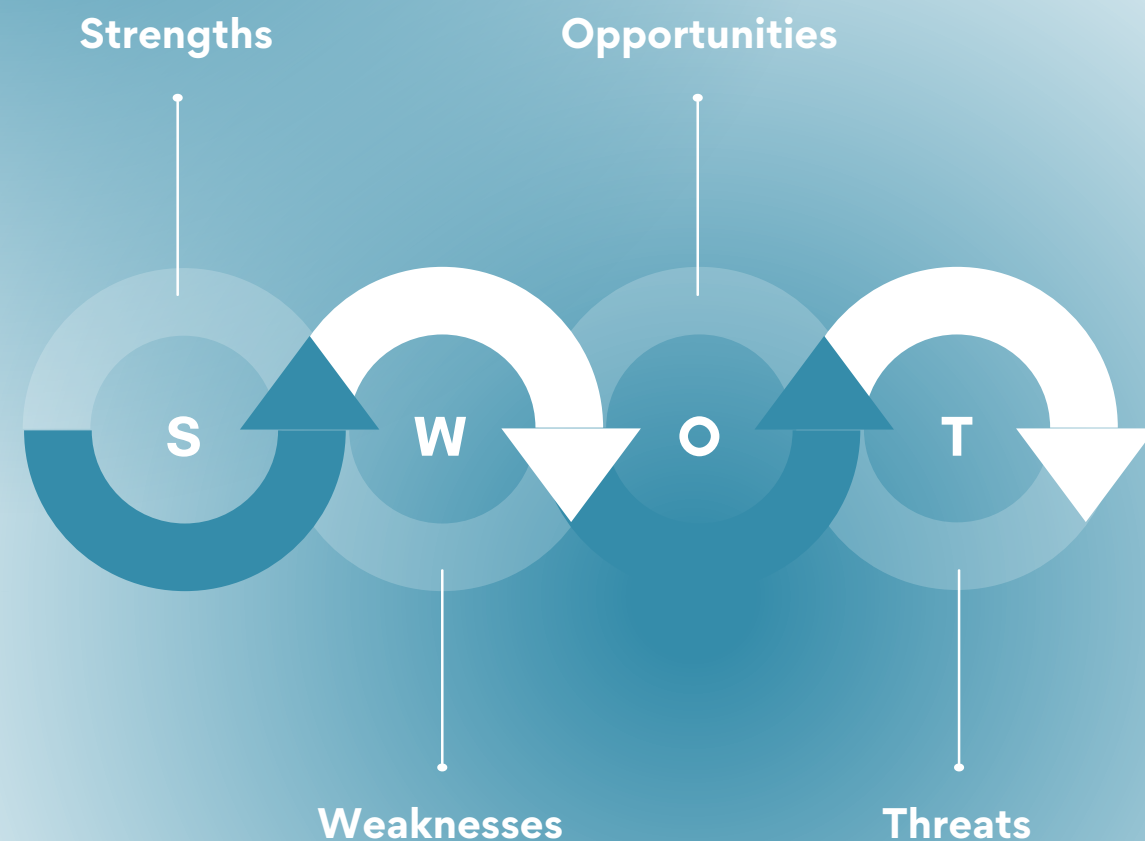 Strengths
Opportunities
S
W
O
T
Weaknesses
Threats